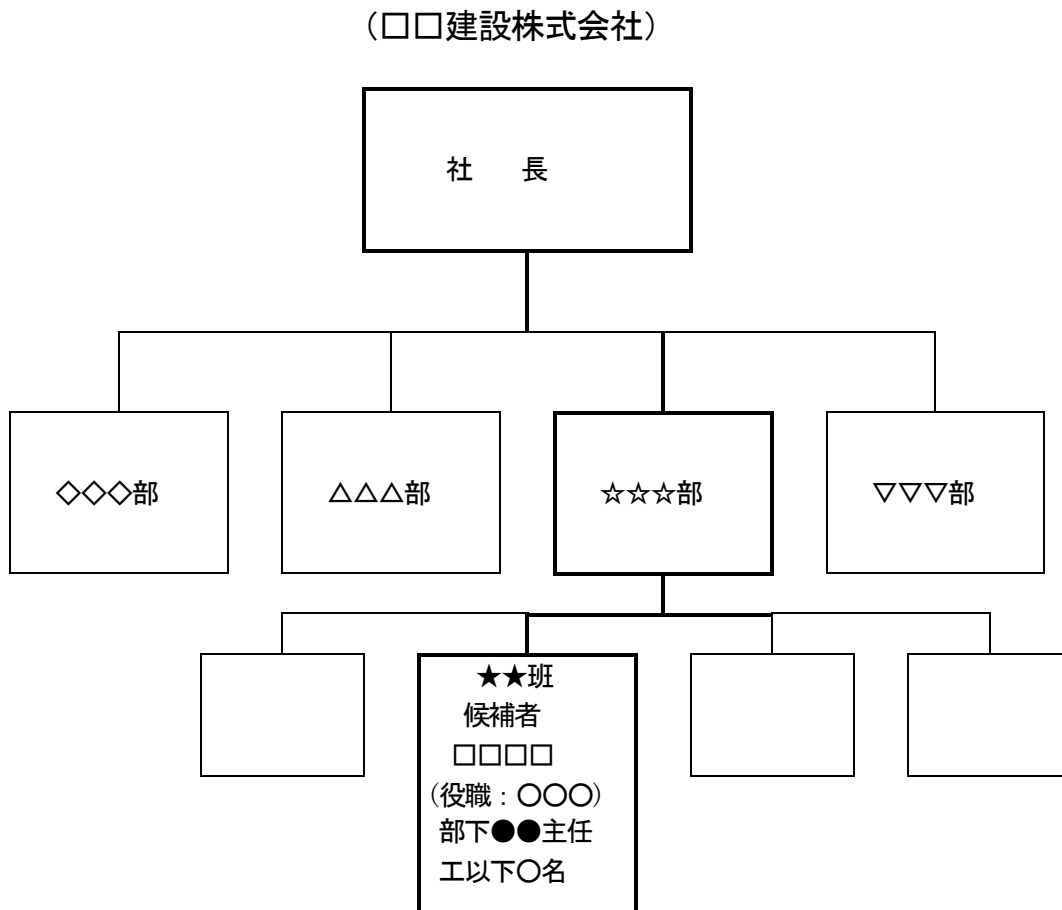 （□□建設株式会社）
社　長
◇◇◇部
△△△部
☆☆☆部
▽▽▽部
★★班
候補者
□□□□
（役職：○○○）
部下●●主任
工以下○名